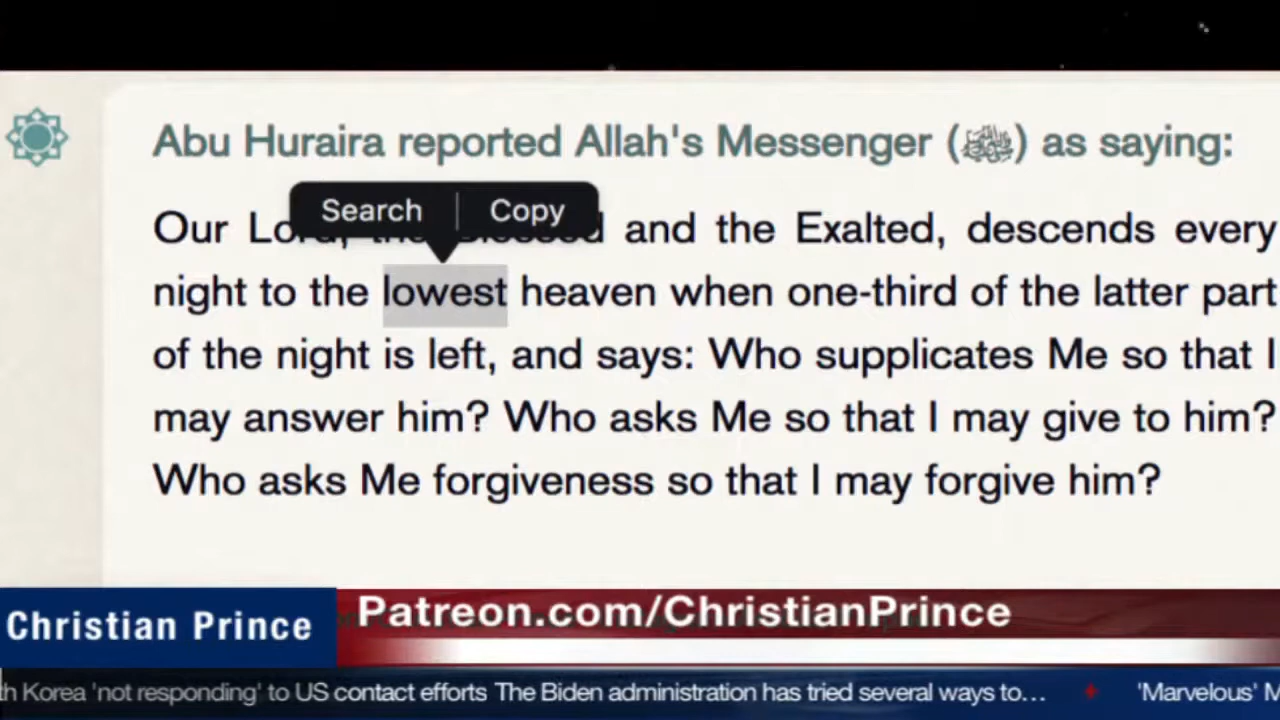 Abu Huraira reported Allah's Messenger (ﷺ) as saying:
Search Copy
Our Lord, the Blessed and the Exalted, descends every
night to the lowest heaven when one-third of the latter part
of the night is left, and says: Who supplicates Me so that I
may answer him? Who asks Me so that I may give to him?
Who asks Me forgiveness so that I may forgive him?
Christian Prince
Patreon.com/ChristianPrince
th Korea 'not responding' to US contact efforts The Biden administration has tried several ways to… 'Marvelous' M